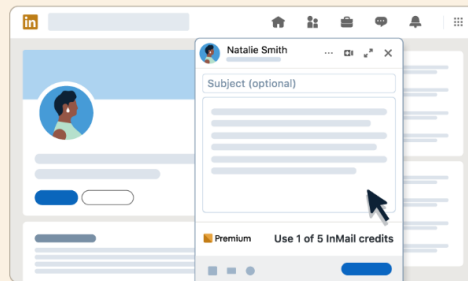 in
Natalie Smith
Subject (optional)
Premium
Use 1 of 5 InMail credits